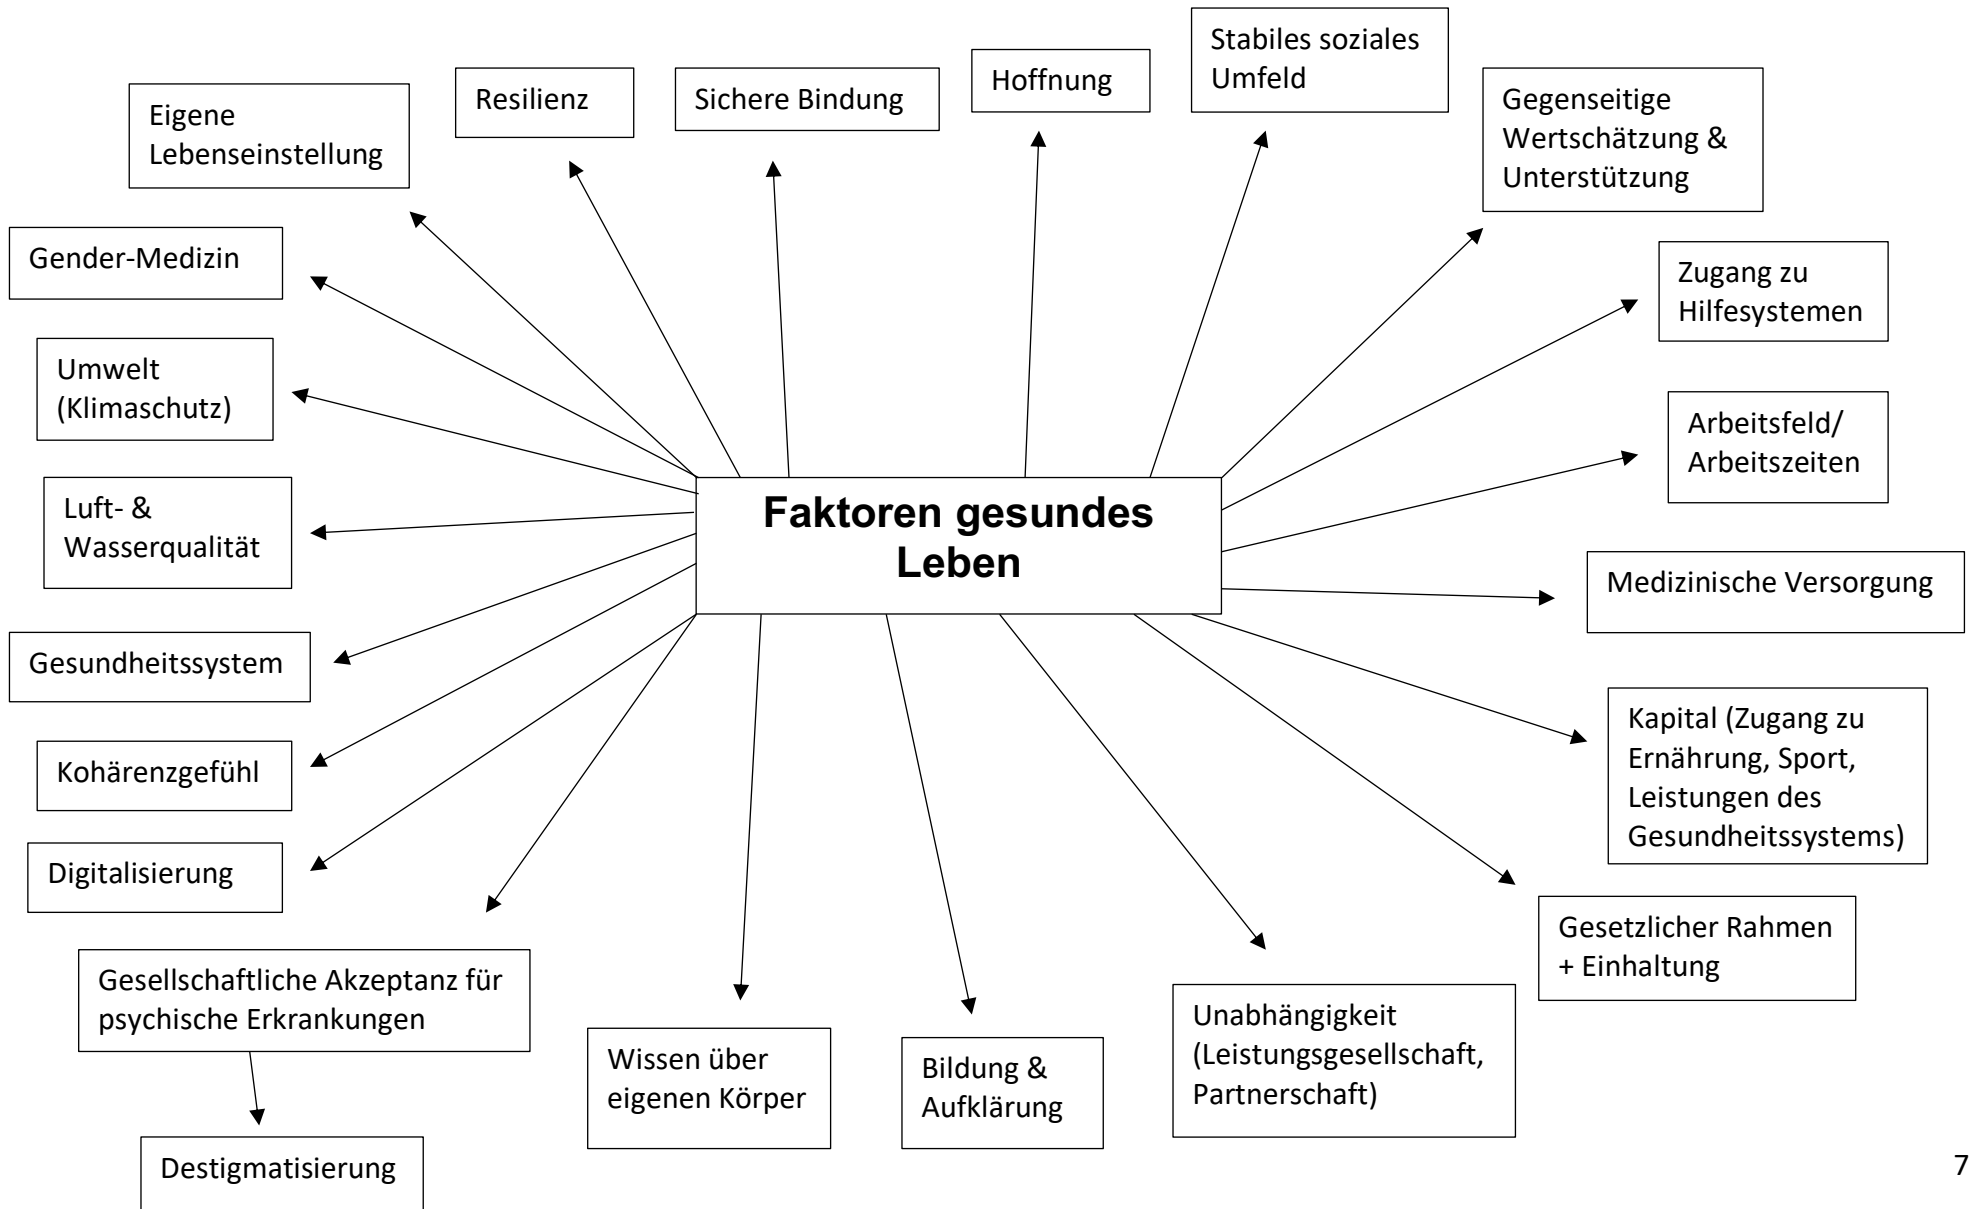 Stabiles soziales
Umfeld
Hoffnung
Sichere Bindung
Resilienz
Eigene
Lebenseinstellung
Gegenseitige
Wertschätzung &
Unterstützung
Gender-Medizin
Zugang zu
Hilfesystemen
Umwelt
(Klimaschutz)
Arbeitsfeld/
Arbeitszeiten
Luft- &
Wasserqualität
Faktoren gesundes
Leben
Medizinische Versorgung
Gesundheitssystem
Kapital (Zugang zu
Ernährung, Sport,
Leistungen des
Gesundheitssystems)
Kohärenzgefühl
Digitalisierung
Gesetzlicher Rahmen
+ Einhaltung
Gesellschaftliche Akzeptanz für
psychische Erkrankungen
Unabhängigkeit
(Leistungsgesellschaft,
Partnerschaft)
Wissen über
eigenen Körper
Bildung &
Aufklärung
Destigmatisierung
7